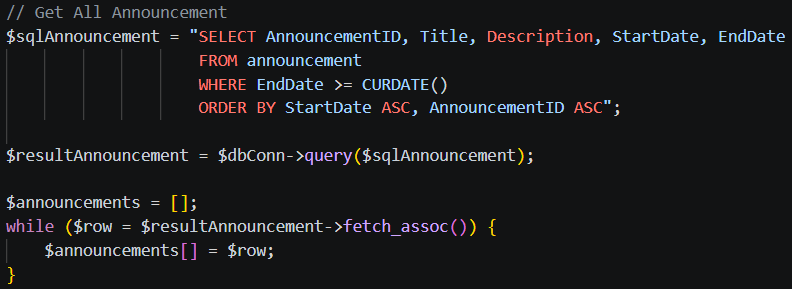 // Get All Announcement
$sqlAnnouncement = "SELECT AnnouncementID, Title, Description, StartDate, EndDate
FROM announcement
WHERE EndDate >= CURDATE()
ORDER BY StartDate ASC, AnnouncementID ASC";
$resultAnnouncement = $dbConn->query($sqlAnnouncement);
$announcements = [];
while ($row = $resultAnnouncement->fetch_assoc()) {
$announcements[] = $row;
}